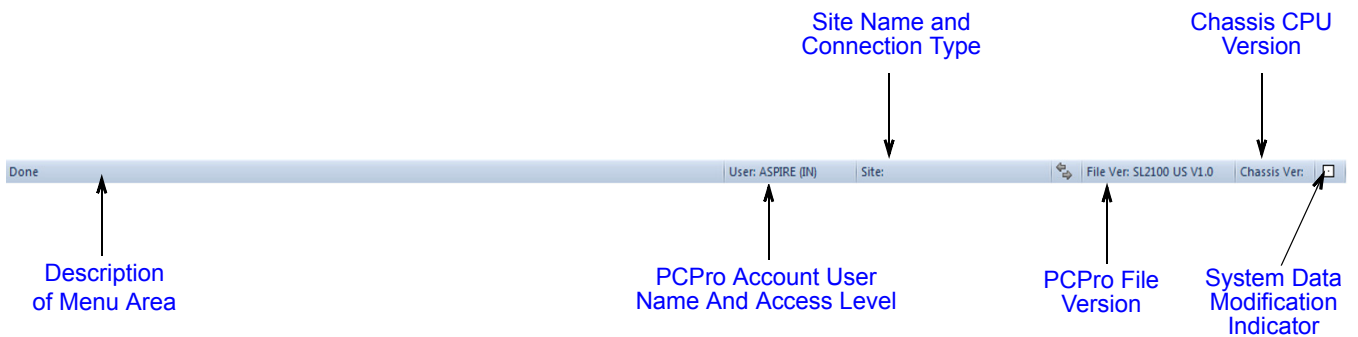 Site Name and
Connection Type
Chassis CPU
Version
Done
User: ASPIRE (IN)
Site:
File Ver: SL2100 US V1.0
Chassis Ver:
Description
of Menu Area
PCPro Account User
Name And Access Level
PCPro File
Version
System Data
Modification
Indicator